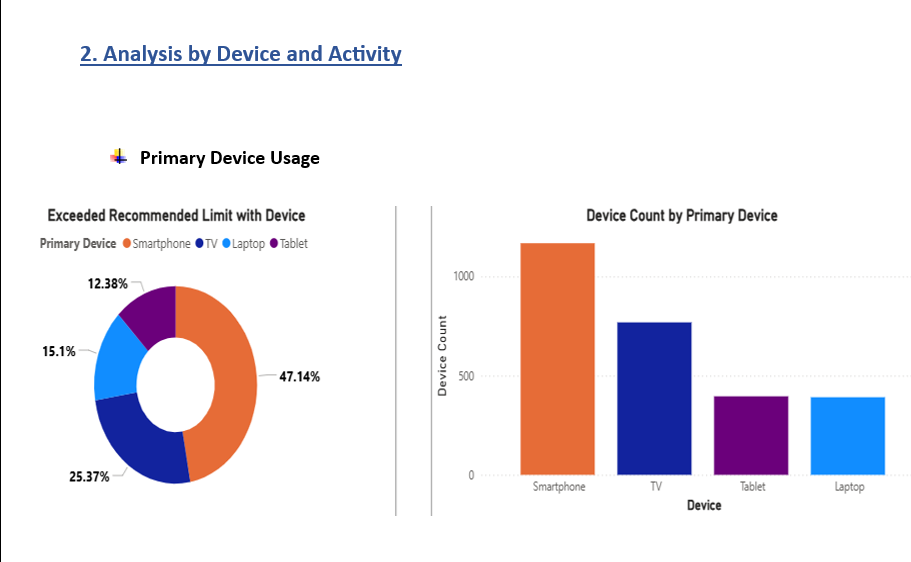 2. Analysis by Device and Activity
Primary Device Usage
Exceeded Recommended Limit with Device
Primary Device Smartphone TV Laptop Tablet
12.38%
15.1%
47.14%
25.37%
Device Count by Primary Device
1000
500
0
Device Count
Smartphone TV Tablet Laptop
Device